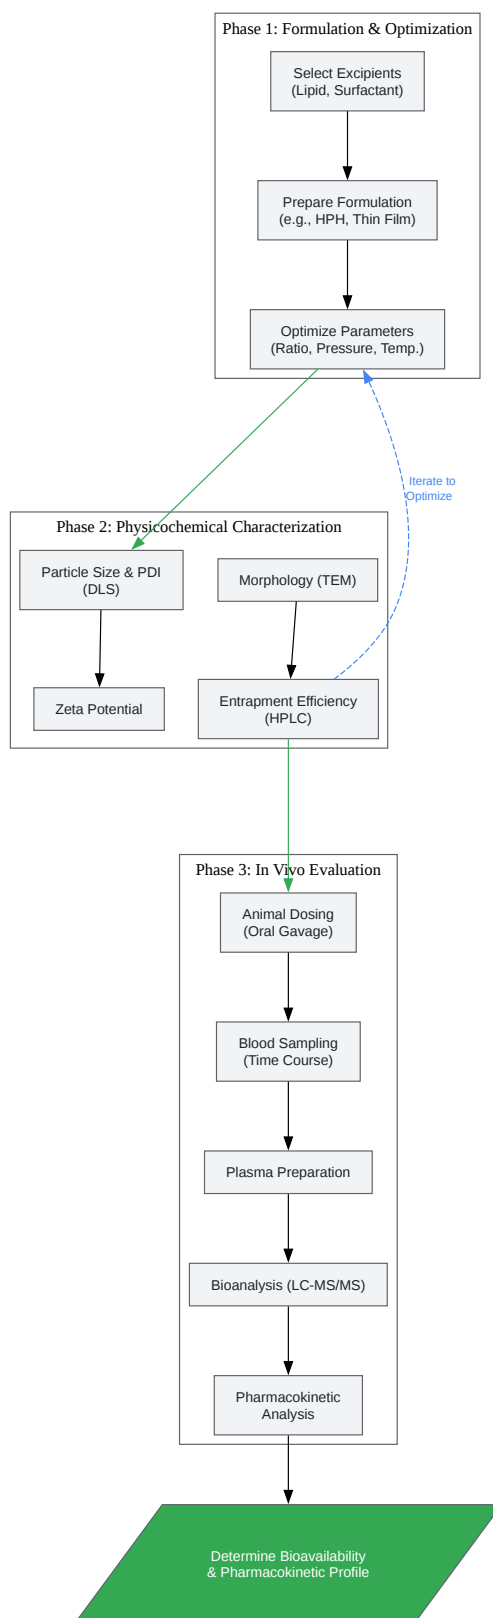 Phase 1: Formulation & Optimization
Select Excipients
(Lipid, Surfactant)
Prepare Formulation
(e.g., HPH, Thin Film)
Optimize Parameters
(Ratio, Pressure, Temp.)
Iterate to
Optimize
Phase 2: Physicochemical Characterization
Particle Size & PDI
(DLS)
Morphology (TEM)
Zeta Potential
Entrapment Efficiency
(HPLC)
Phase 3: In Vivo Evaluation
Animal Dosing
(Oral Gavage)
Blood Sampling
(Time Course)
Plasma Preparation
Bioanalysis (LC-MS/MS)
Pharmacokinetic
Analysis
Determine Bioavailability
& Pharmacokinetic Profile